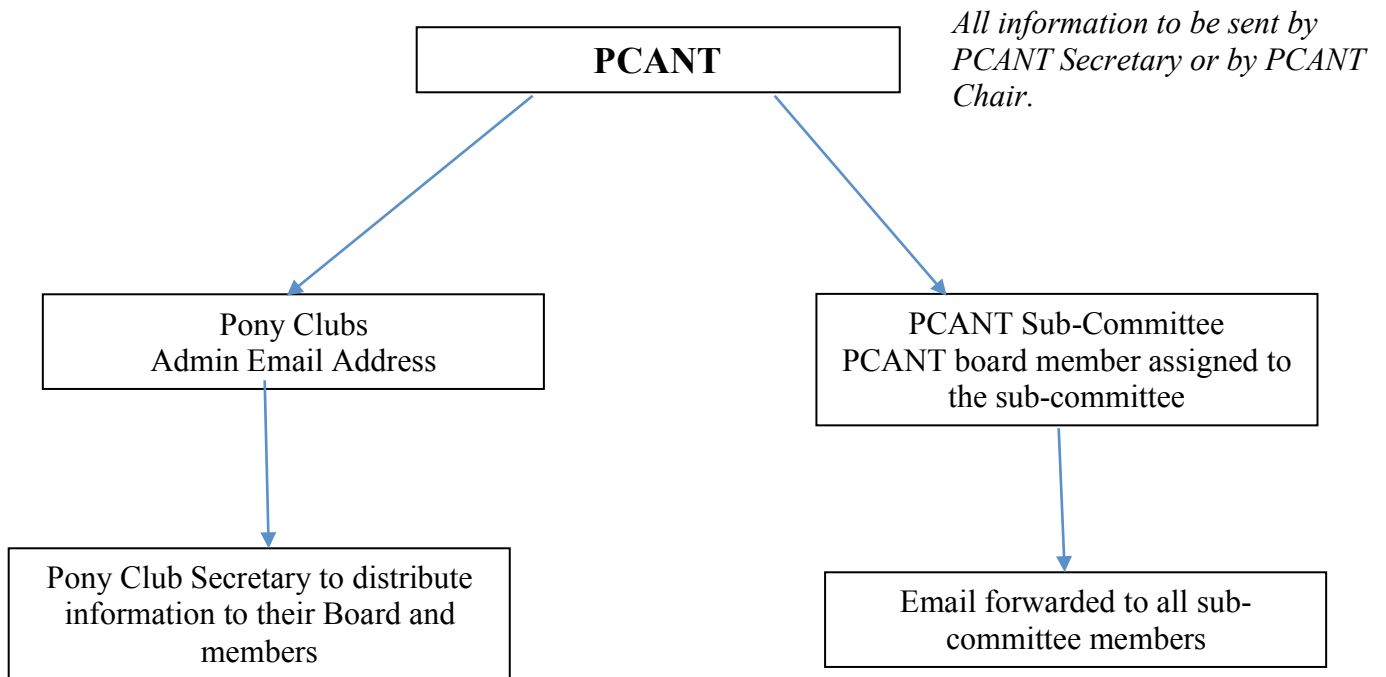 PCANT
All information to be sent by
PCANT Secretary or by PCANT
Chair.
Pony Clubs
Admin Email Address
PCANT Sub-Committee
PCANT board member assigned to
the sub-committee
Pony Club Secretary to distribute
information to their Board and
members
Email forwarded to all sub-
committee members